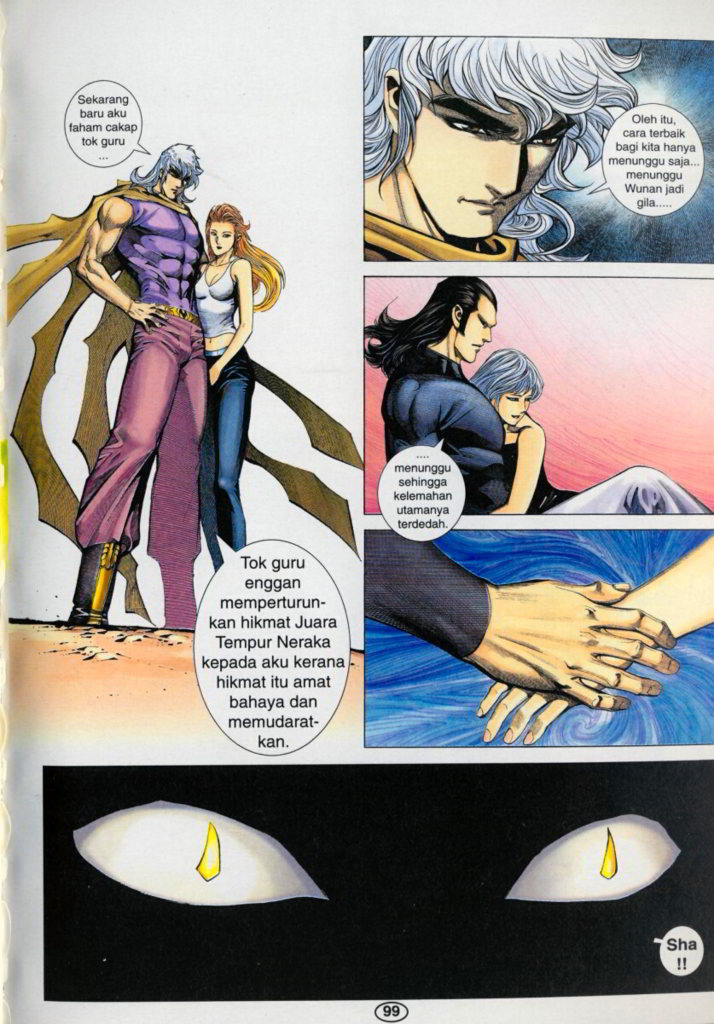 Sekarang
baru aku
faham cakap
tok guru
...
Tok guru
enggan
memperturun-
kan hikmat Juara
Tempur Neraka
kepada aku kerana
hikmat itu amat
bahaya dan
memudarat-
kan.
Oleh itu,
cara terbaik
bagi kita hanya
menunggu saja...
menunggu
Wunan jadi
gila.....
....
menunggu
sehingga
kelemahan
utamanya
terdedah.
Sha
!!
99